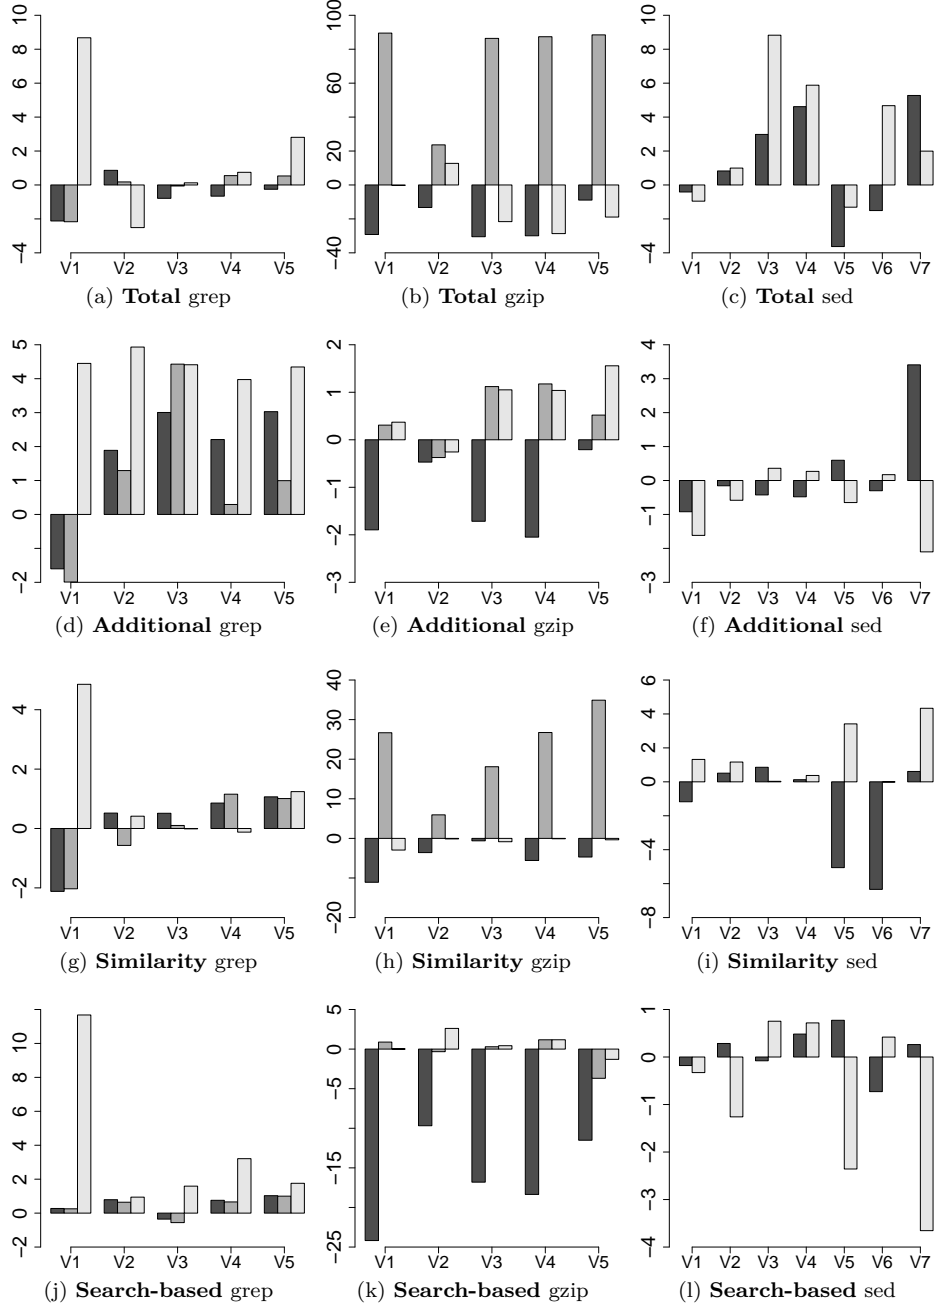 −4 0 2 4 6 8 10
V1 V2 V3 V4 V5
(a) Total grep
−40 0 20 60 100
V1 V2 V3 V4 V5
(b) Total gzip
−4 0 2 4 6 8 10
V1 V2 V3 V4 V5 V6 V7
(c) Total sed
−2 0 1 2 3 4 5
V1 V2 V3 V4 V5
(d) Additional grep
−3 −2 −1 0 1 2
V1 V2 V3 V4 V5
(e) Additional gzip
−3 −1 0 1 2 3 4
V1 V2 V3 V4 V5 V6 V7
(f) Additional sed
−2 0 2 4
V1 V2 V3 V4 V5
(g) Similarity grep
−20 0 10 20 30 40
V1 V2 V3 V4 V5
(h) Similarity gzip
−8 −4 0 2 4 6
V1 V2 V3 V4 V5 V6 V7
(i) Similarity sed
−2 0 2 4 6 8 10
V1 V2 V3 V4 V5
(j) Search-based grep
−25 −15 −5 0 5
V1 V2 V3 V4 V5
(k) Search-based gzip
−4 −3 −2 −1 0 1
V1 V2 V3 V4 V5 V6 V7
(l) Search-based sed